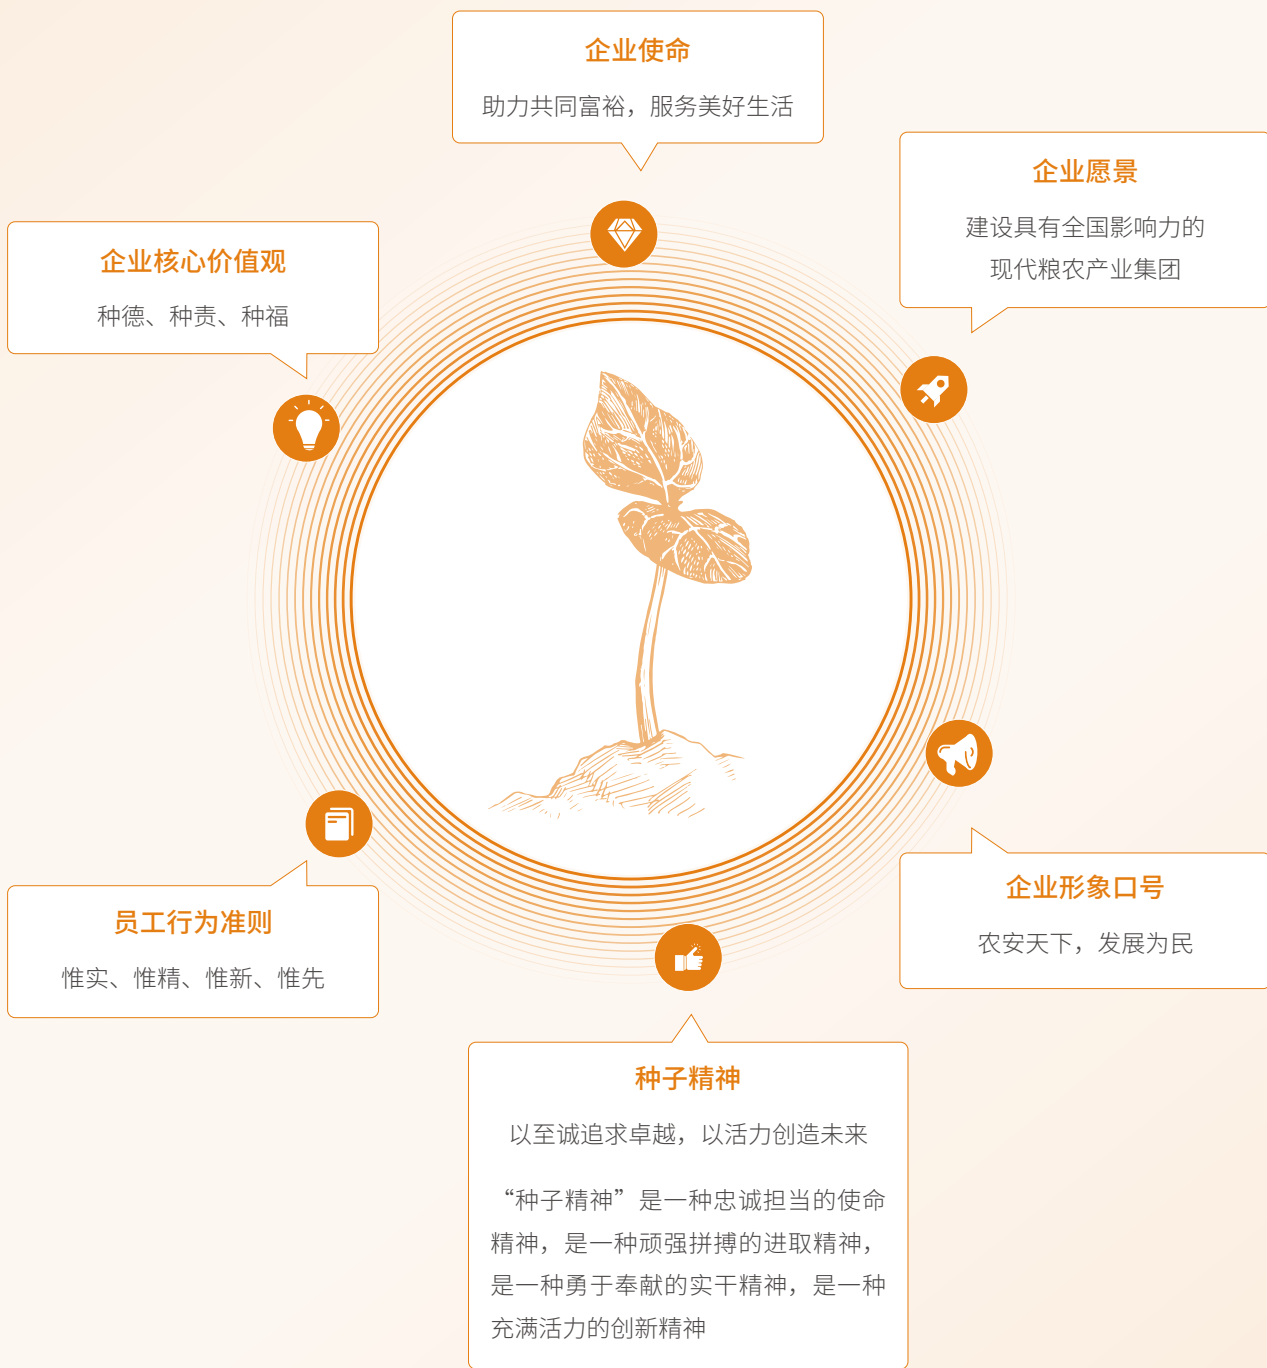 企业使命
助力共同富裕，服务美好生活
企业愿景
建设具有全国影响力的
现代粮农产业集团
企业核心价值观
种德、种责、种福
企业形象口号
农安天下，发展为民
员工行为准则
惟实、惟精、惟新、惟先
种子精神
以至诚追求卓越，以活力创造未来
“种子精神”是一种忠诚担当的使命
精神，是一种顽强拼搏的进取精神，
是一种勇于奉献的实干精神，是一种
充满活力的创新精神